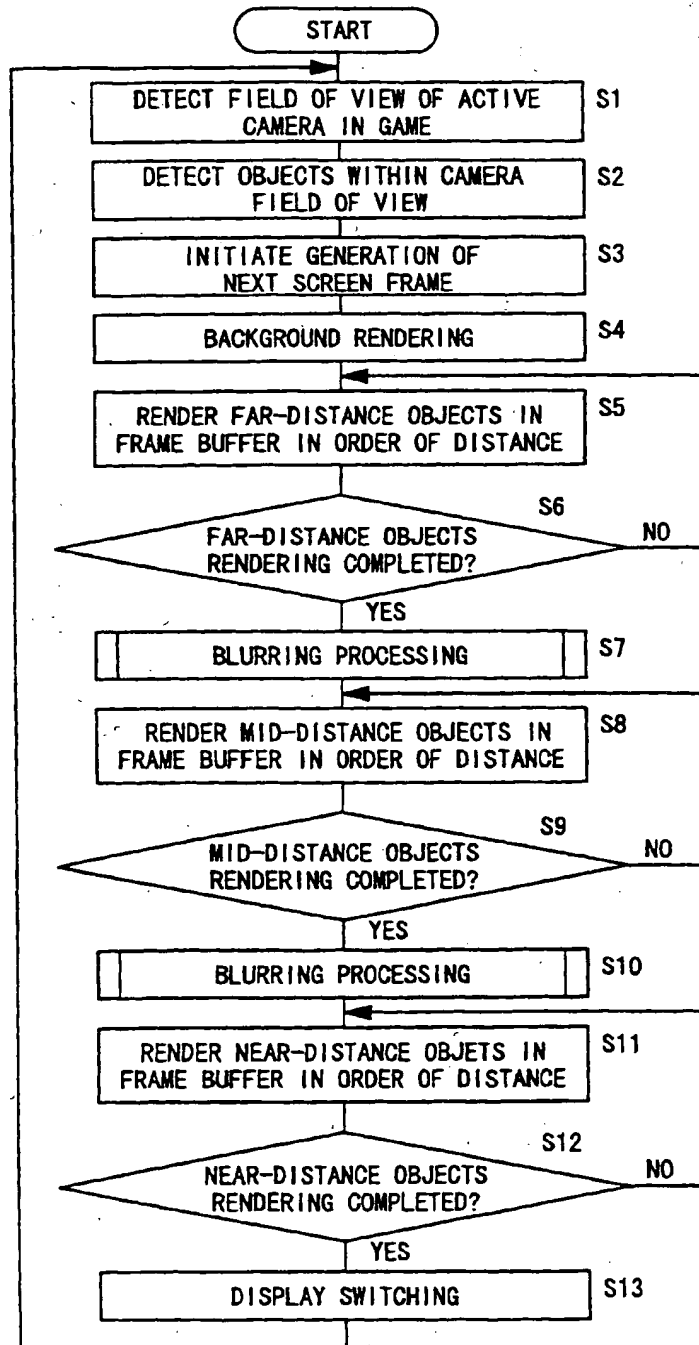 START
DETECT FIELD OF VIEW OF ACTIVE
CAMERA IN GAME
S1
DETECT OBJECTS WITHIN CAMERA
FIELD OF VIEW
S2
INITIATE GENERATION OF
NEXT SCREEN FRAME
S3
BACKGROUND RENDERING
S4
RENDER FAR-DISTANCE OBJECTS IN
FRAME BUFFER IN ORDER OF DISTANCE
S5
S6
FAR-DISTANCE OBJECTS
RENDERING COMPLETED?
NO
YES
BLURRING PROCESSING
S7
RENDER MID-DISTANCE OBJECTS IN
FRAME BUFFER IN ORDER OF DISTANCE
S8
S9
MID-DISTANCE OBJECTS
RENDERING COMPLETED?
NO
YES
BLURRING PROCESSING
S10
RENDER NEAR-DISTANCE OBJETS IN
FRAME BUFFER IN ORDER OF DISTANCE
S11
S12
NEAR-DISTANCE OBJECTS
RENDERING COMPLETED?
NO
YES
DISPLAY SWITCHING
S13